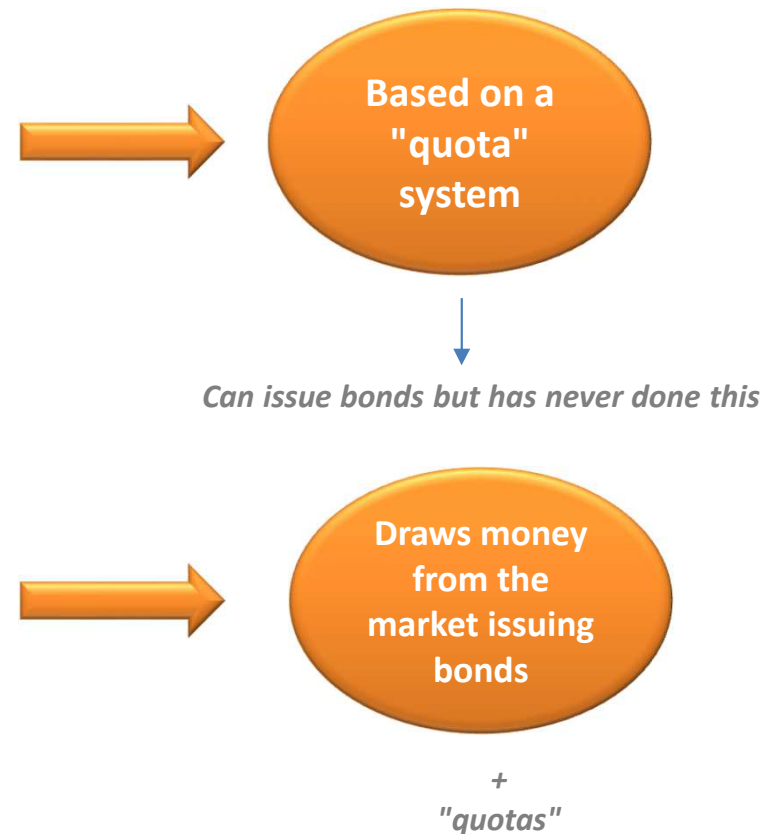 Based on a
"quota"
system
Can issue bonds but has never done this
Draws money
from the
market issuing
bonds
+
"quotas"